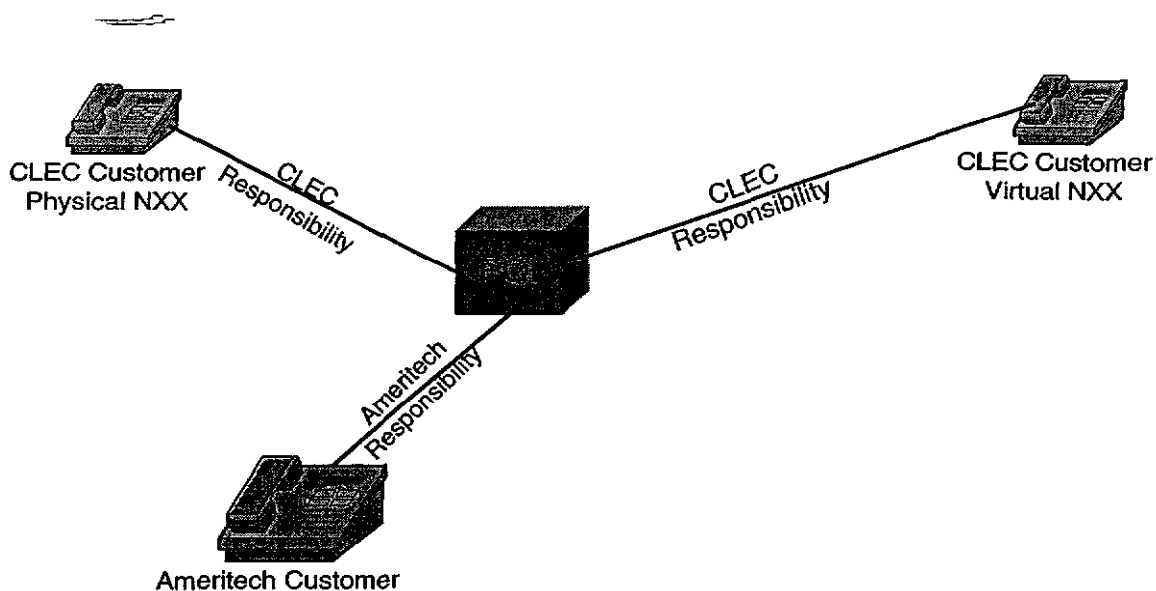 CLEC Customer
Physical NXX
CLEC
Responsibility
CLEC
Responsibility
CLEC Customer
Virtual NXX
Ameritech
Responsibility
Ameritech Customer